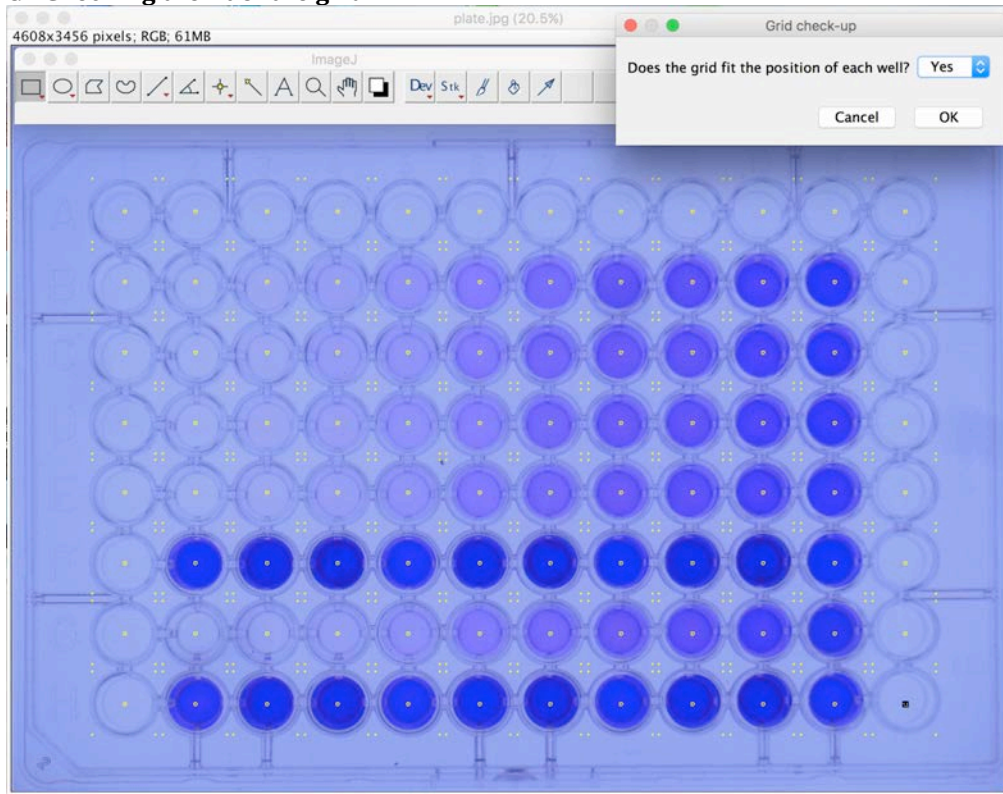 plate.jpg (20.5%)
4608x3456 pixels; RGB; 61MB
ImageJ
Dev Stk
Grid check-up
Does the grid fit the position of each well? Yes
Cancel OK